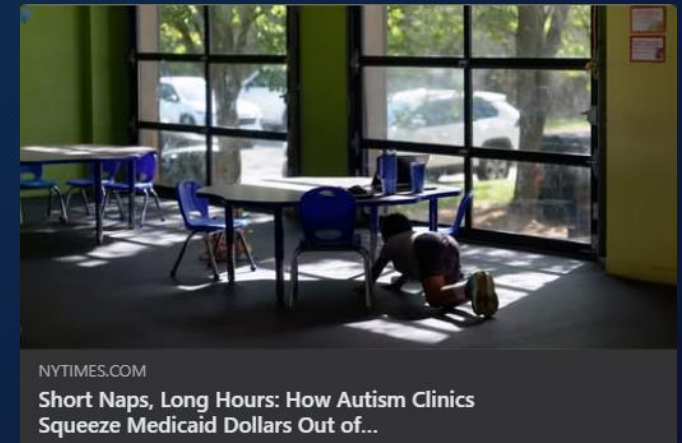 NYTIMES.COM
Short Naps, Long Hours: How Autism Clinics
Squeeze Medicaid Dollars Out of...